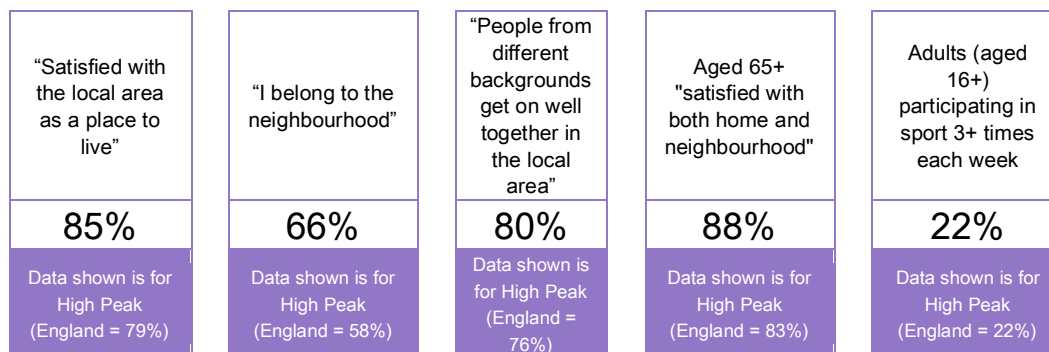 “Satisfied with
the local area
as a place to
live”
85%
Data shown is for
High Peak
(England = 79%)
“I belong to the
neighbourhood”
66%
Data shown is for
High Peak
(England = 58%)
“People from
different
backgrounds
get on well
together in
the local
area”
80%
Data shown is
for High Peak
(England =
76%)
Aged 65+
"satisfied with
both home and
neighbourhood"
88%
Data shown is for
High Peak
(England = 83%)
Adults (aged
16+)
participating in
sport 3+ times
each week
22%
Data shown is for
High Peak
(England = 22%)